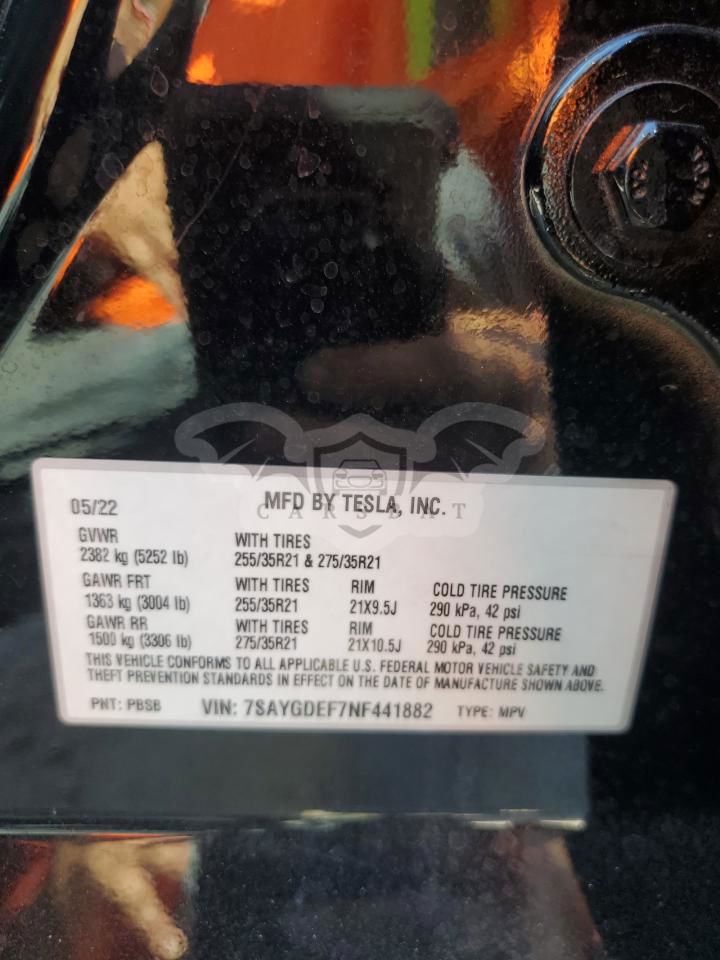 05/22 MFD BY TESLA, INC.
CARSDAT
GVWR WITH TIRES
2382 kg (5252 lb) 255/35R21 & 275/35R21
GAWR FRT WITH TIRES RIM COLD TIRE PRESSURE
1363 kg (3004 lb) 255/35R21 21X9.5J 290 kPa, 42 psi
GAWR RR WITH TIRES RIM COLD TIRE PRESSURE
1500 kg (3306 lb) 275/35R21 21X10.5J 290 kPa, 42 psi
THIS VEHICLE CONFORMS TO ALL APPLICABLE U.S. FEDERAL MOTOR VEHICLE SAFETY AND
THEFT PREVENTION STANDARDS IN EFFECT ON THE DATE OF MANUFACTURE SHOWN ABOVE.
PNT: PBSB VIN: 7SAYGDEF7NF441882 TYPE: MPV